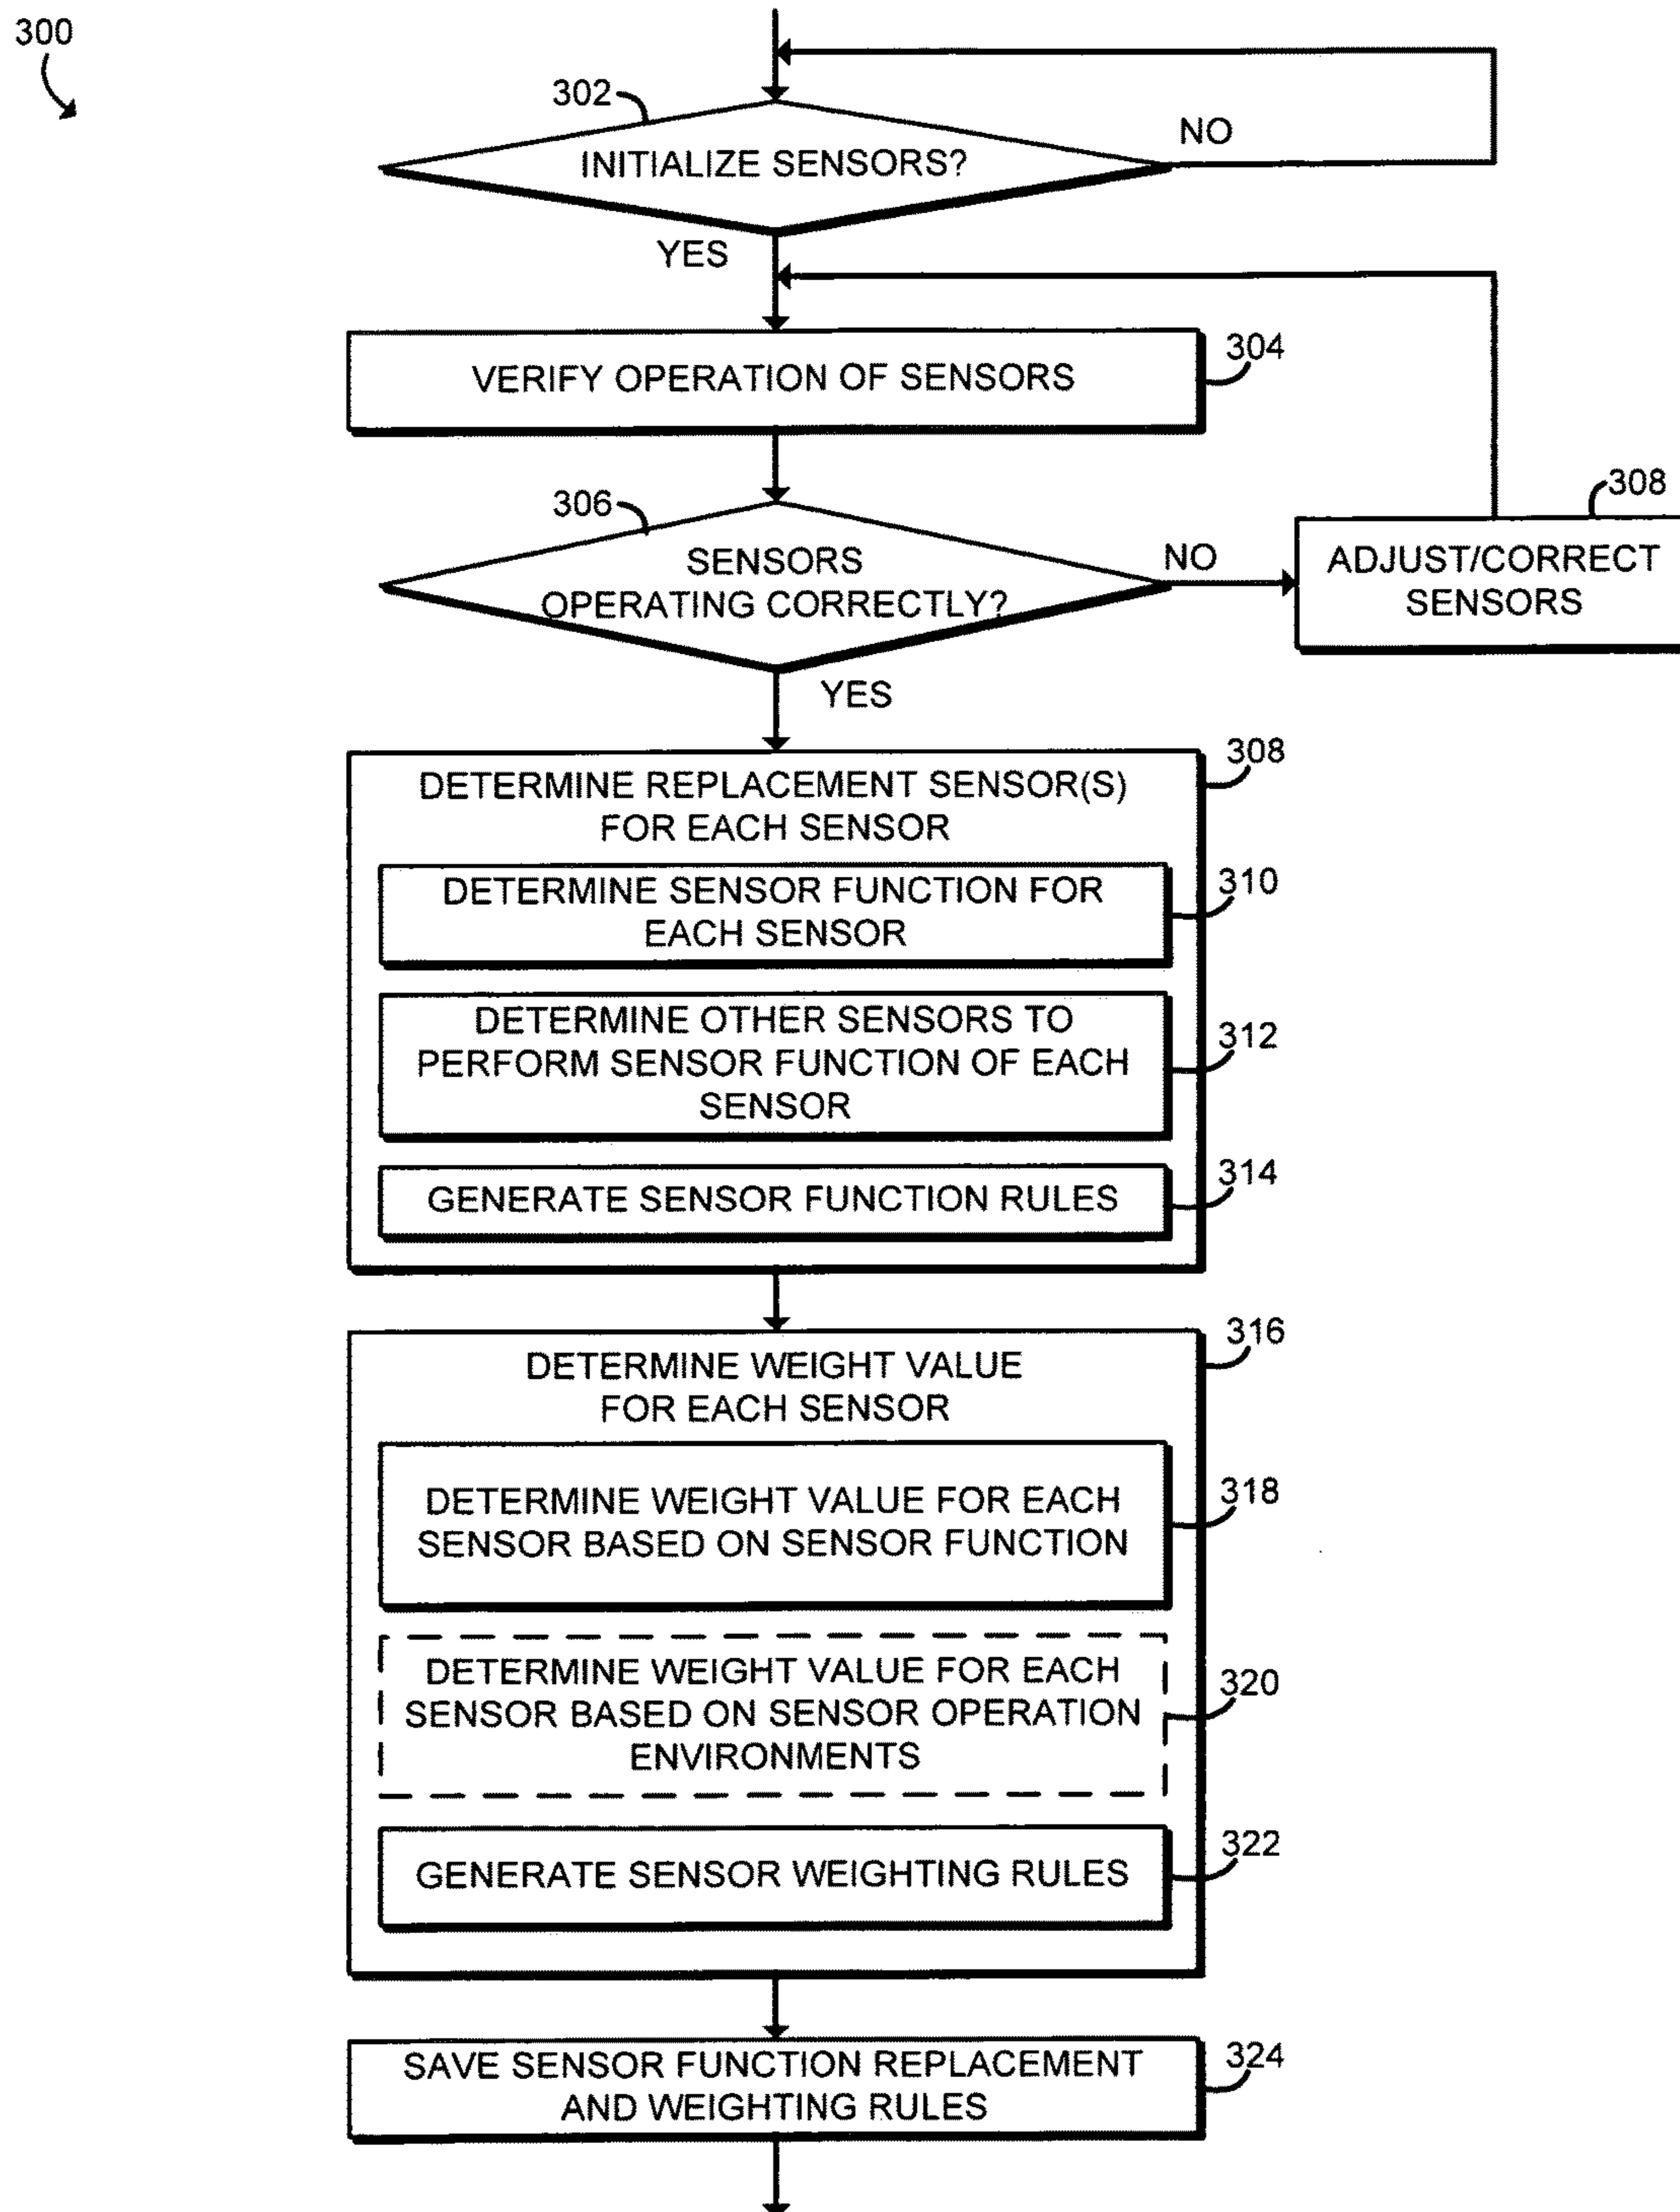 300
302
INITIALIZE SENSORS?
NO
YES
VERIFY OPERATION OF SENSORS
304
306
SENSORS
OPERATING CORRECTLY?
NO
308
ADJUST/CORRECT
SENSORS
YES
308
DETERMINE REPLACEMENT SENSOR(S)
FOR EACH SENSOR
DETERMINE SENSOR FUNCTION FOR
EACH SENSOR
310
DETERMINE OTHER SENSORS TO
PERFORM SENSOR FUNCTION OF EACH
SENSOR
312
GENERATE SENSOR FUNCTION RULES
314
316
DETERMINE WEIGHT VALUE
FOR EACH SENSOR
DETERMINE WEIGHT VALUE FOR EACH
SENSOR BASED ON SENSOR FUNCTION
318
DETERMINE WEIGHT VALUE FOR EACH
SENSOR BASED ON SENSOR OPERATION
ENVIRONMENTS
320
GENERATE SENSOR WEIGHTING RULES
322
SAVE SENSOR FUNCTION REPLACEMENT
AND WEIGHTING RULES
324